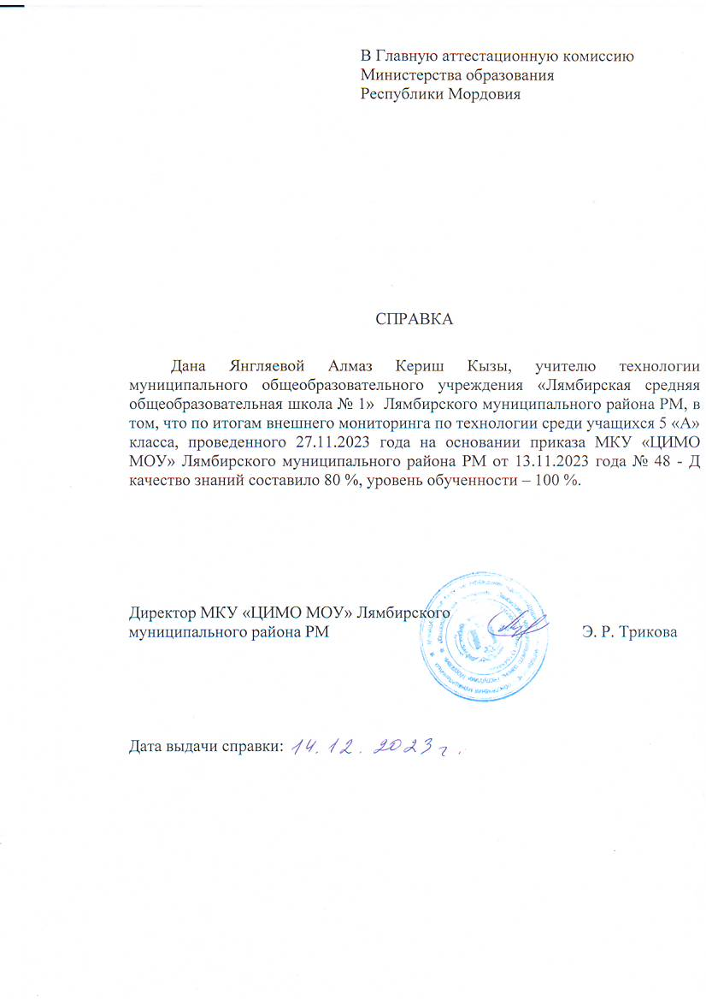 В Главную аттестационную комиссию
Министерства образования
Республики Мордовия
СПРАВКА
Дана Янгляевой Алмаз Кериш Кызы, учителю технологии
муниципального общеобразовательного учреждения «Лямбирская средняя
общеобразовательная школа № 1» Лямбирского муниципального района РМ, в
том, что по итогам внешнего мониторинга по технологии среди учащихся 5 «А»
класса, проведенного 27.11.2023 года на основании приказа МКУ «ЦИМО
МОУ» Лямбирского муниципального района РМ от 13.11.2023 года № 48 - Д
качество знаний составило 80 %, уровень обученности – 100 %.
Директор МКУ «ЦИМО МОУ» Лямбирского
муниципального района РМ Э. Р. Трикова
Дата выдачи справки: 14.12.2023 г.